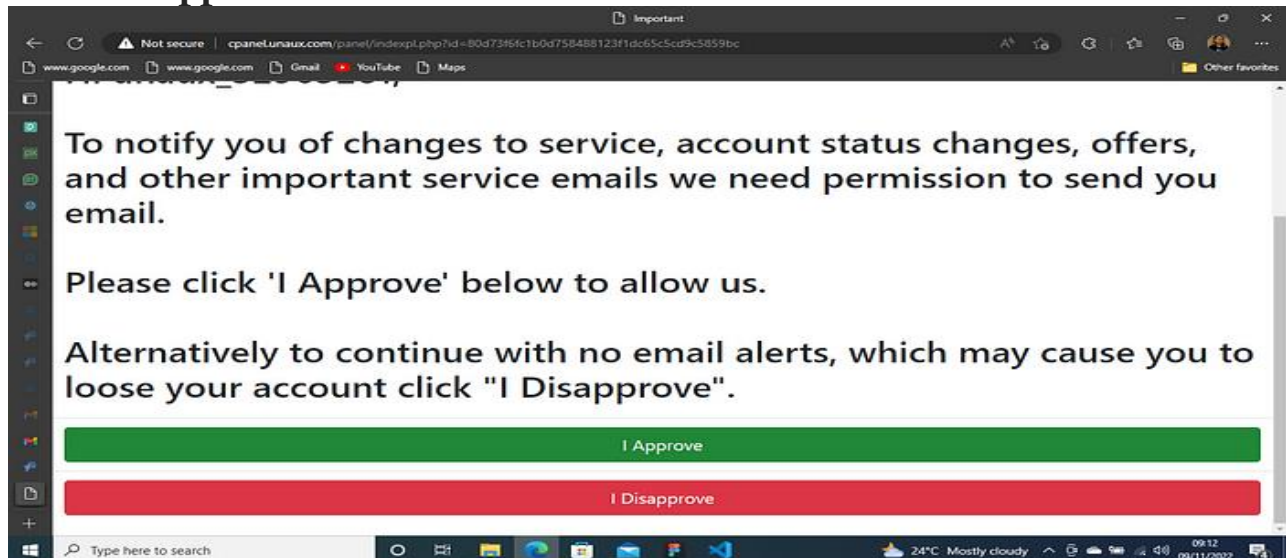 Important
Not secure | cpanel.unaux.com/panel/indexpl.php?id=80d73f6fc1b0d758488123f1dc65c5cd9c5859bc
www.google.com www.google.com Gmail YouTube Maps Other favorites
To notify you of changes to service, account status changes, offers,
and other important service emails we need permission to send you
email.
Please click 'I Approve' below to allow us.
Alternatively to continue with no email alerts, which may cause you to
loose your account click "I Disapprove".
I Approve
I Disapprove
Type here to search 24°C Mostly cloudy 09:12
09/11/2022